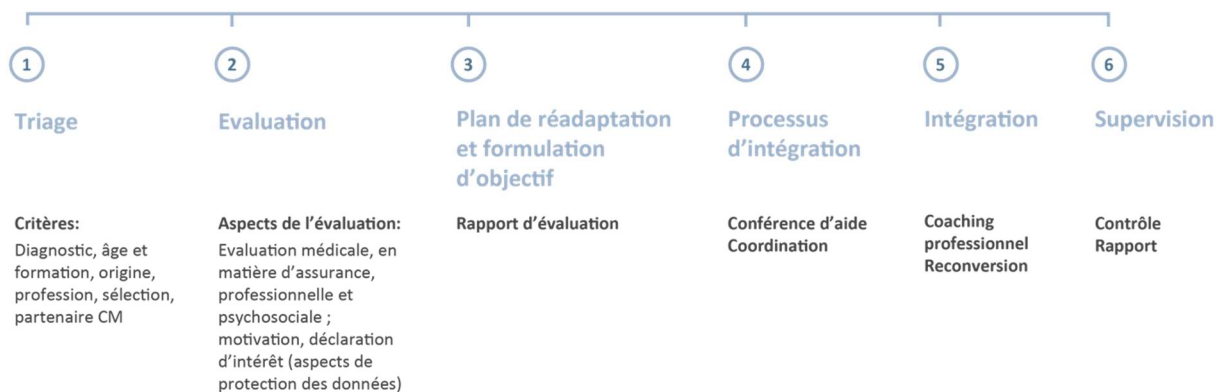 1
Triage
Critères:
Diagnostic, âge et
formation, origine,
profession, sélection,
partenaire CM
2
Evaluation
Aspects de l'évaluation:
Evaluation médicale, en
matière d'assurance,
professionnelle et
psychosociale ;
motivation, déclaration
d'intérêt (aspects de
protection des données)
3
Plan de réadaptation
et formulation
d'objectif
Rapport d'évaluation
4
Processus
d'intégration
Conférence d'aide
Coordination
5
Intégration
Coaching
professionnel
Reconversion
6
Supervision
Contrôle
Rapport